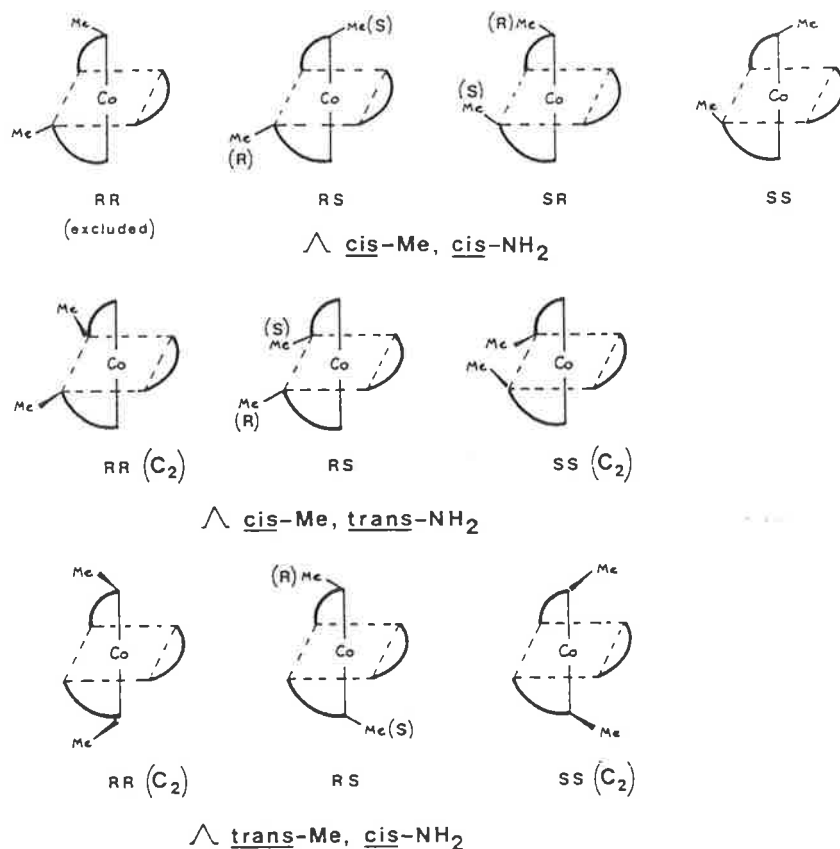 Me Me(S) (R) Me Me
(S)
Co Co Me Co Co
Me Me Me
(R)
RR RS SR SS
(excluded)
Λ cis-Me, cis-NH₂
Me (S)
Me Me
Co Co Co
Me Me Me
(R)
RR (C₂) RS SS (C₂)
Λ cis-Me, trans-NH₂
Me (R) Me Me
Co Co Co
Me Me(S) Me
RR (C₂) RS SS (C₂)
Λ trans-Me, cis-NH₂